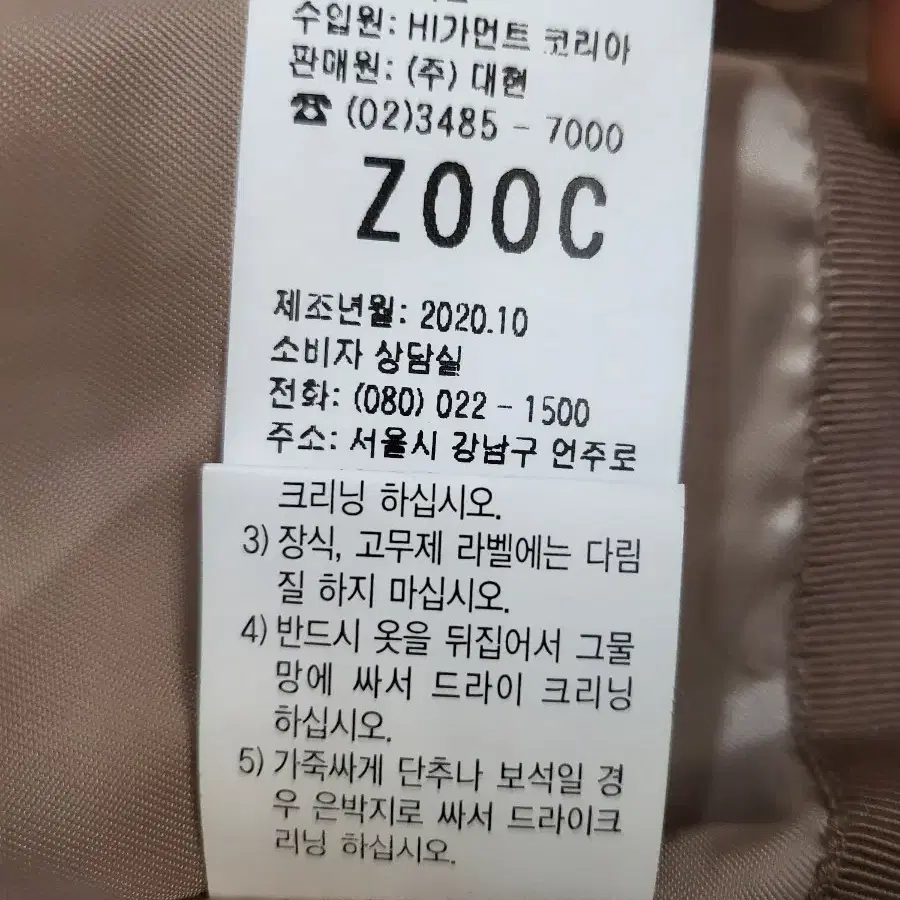 수입원: HI가먼트 코리아
판매원: (주) 대현
☎ (02)3485 - 7000
ZOOC
제조년월: 2020.10
소비자 상담실
전화: (080) 022 - 1500
주소: 서울시 강남구 언주로
크리닝 하십시오.
3) 장식, 고무제 라벨에는 다림
질 하지 마십시오.
4) 반드시 옷을 뒤집어서 그물
망에 싸서 드라이 크리닝
하십시오.
5) 가죽싸게 단추나 보석일 경
우 은박지로 싸서 드라이크
리닝 하십시오.